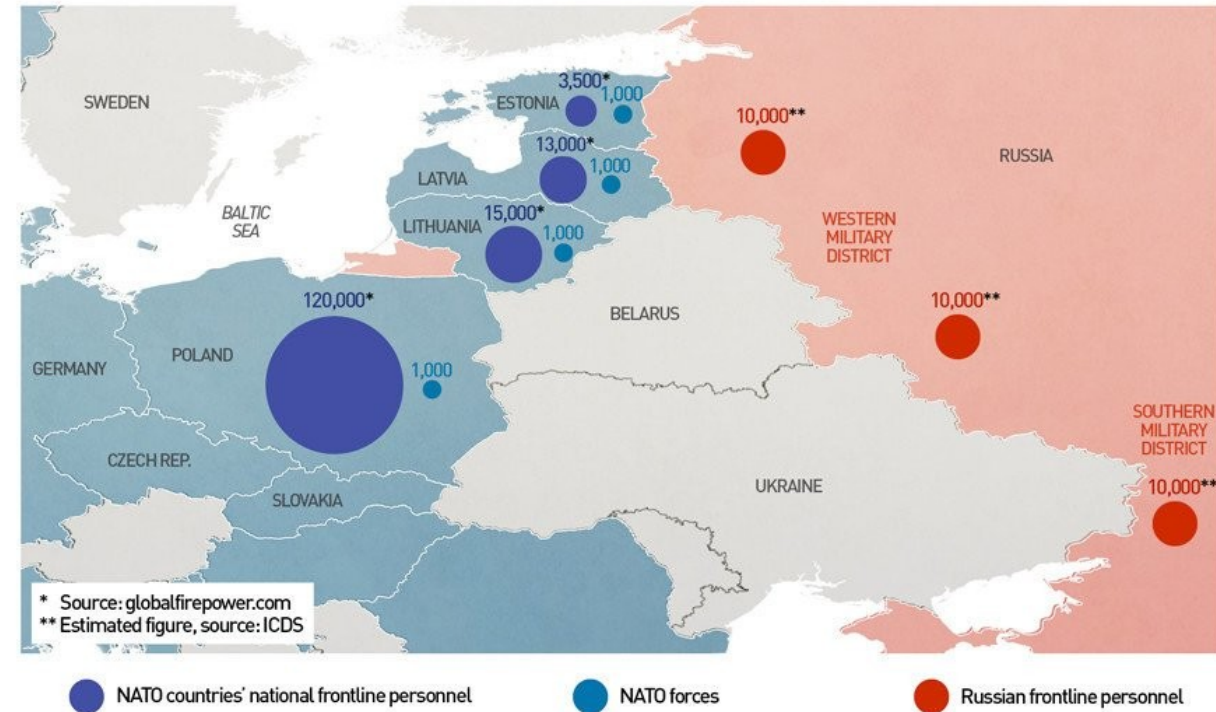 SWEDEN
3,500*
ESTONIA
1,000
10,000**
RUSSIA
13,000*
1,000
LATVIA
BALTIC
SEA
15,000*
LITHUANIA
1,000
WESTERN
MILITARY
DISTRICT
120,000*
10,000**
BELARUS
POLAND
GERMANY
1,000
SOUTHERN
MILITARY
DISTRICT
CZECH REP.
SLOVAKIA
UKRAINE
10,000**
* Source: globalfirepower.com
** Estimated figure, source: ICDS
NATO countries' national frontline personnel
NATO forces
Russian frontline personnel